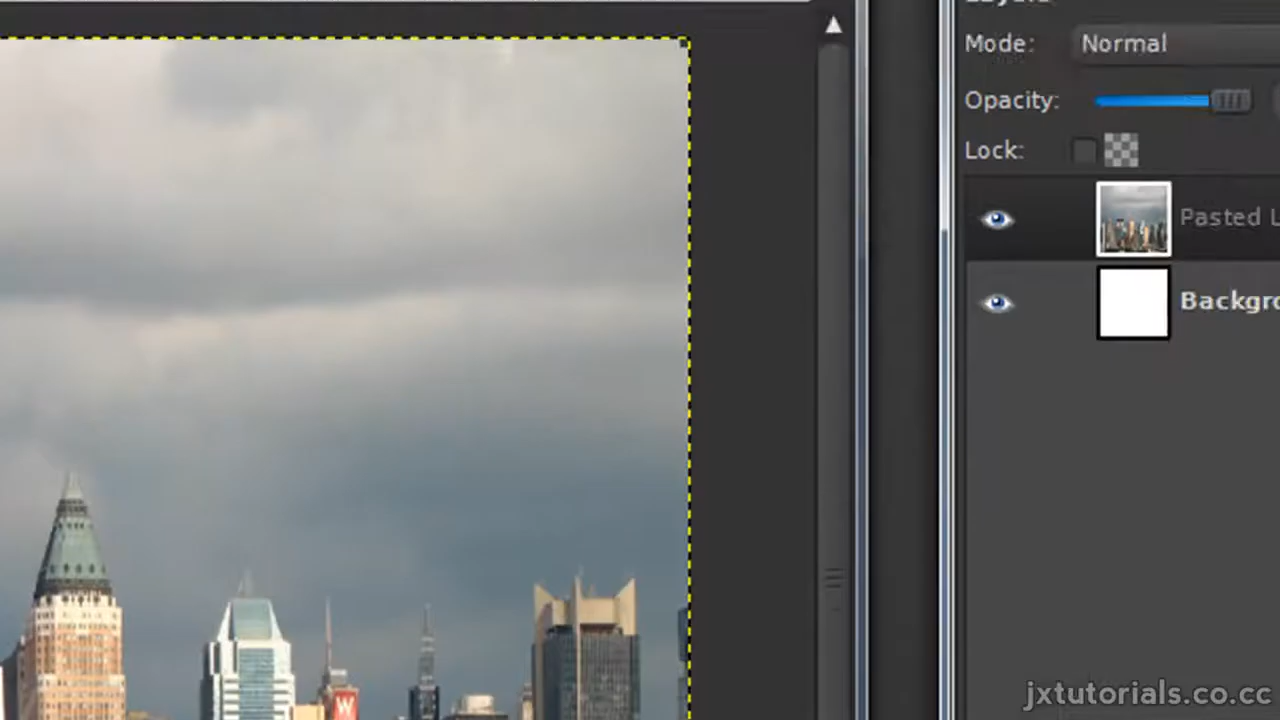 Mode: Normal
Opacity:
Lock:
Pasted L
Backgro
W
jxtutorials.co.cc